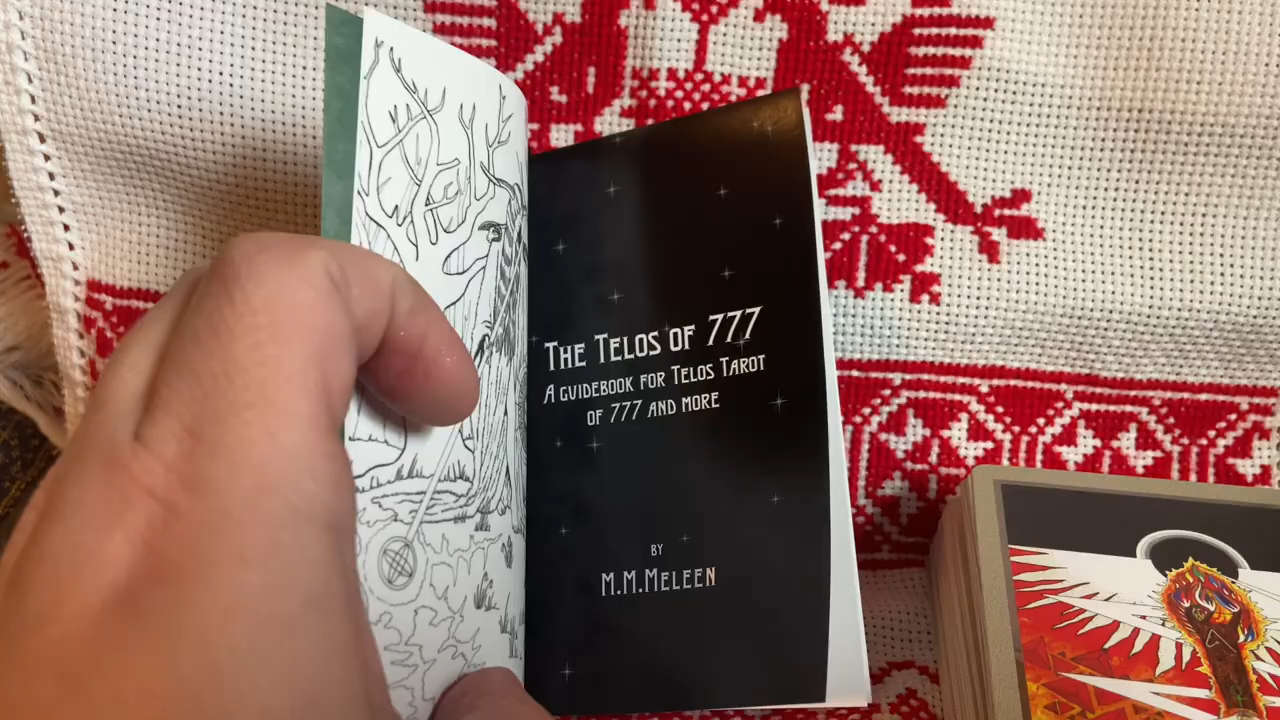 The Telos of 777
A guidebook for Telos Tarot
of 777 and more
by
M.M.Meleen